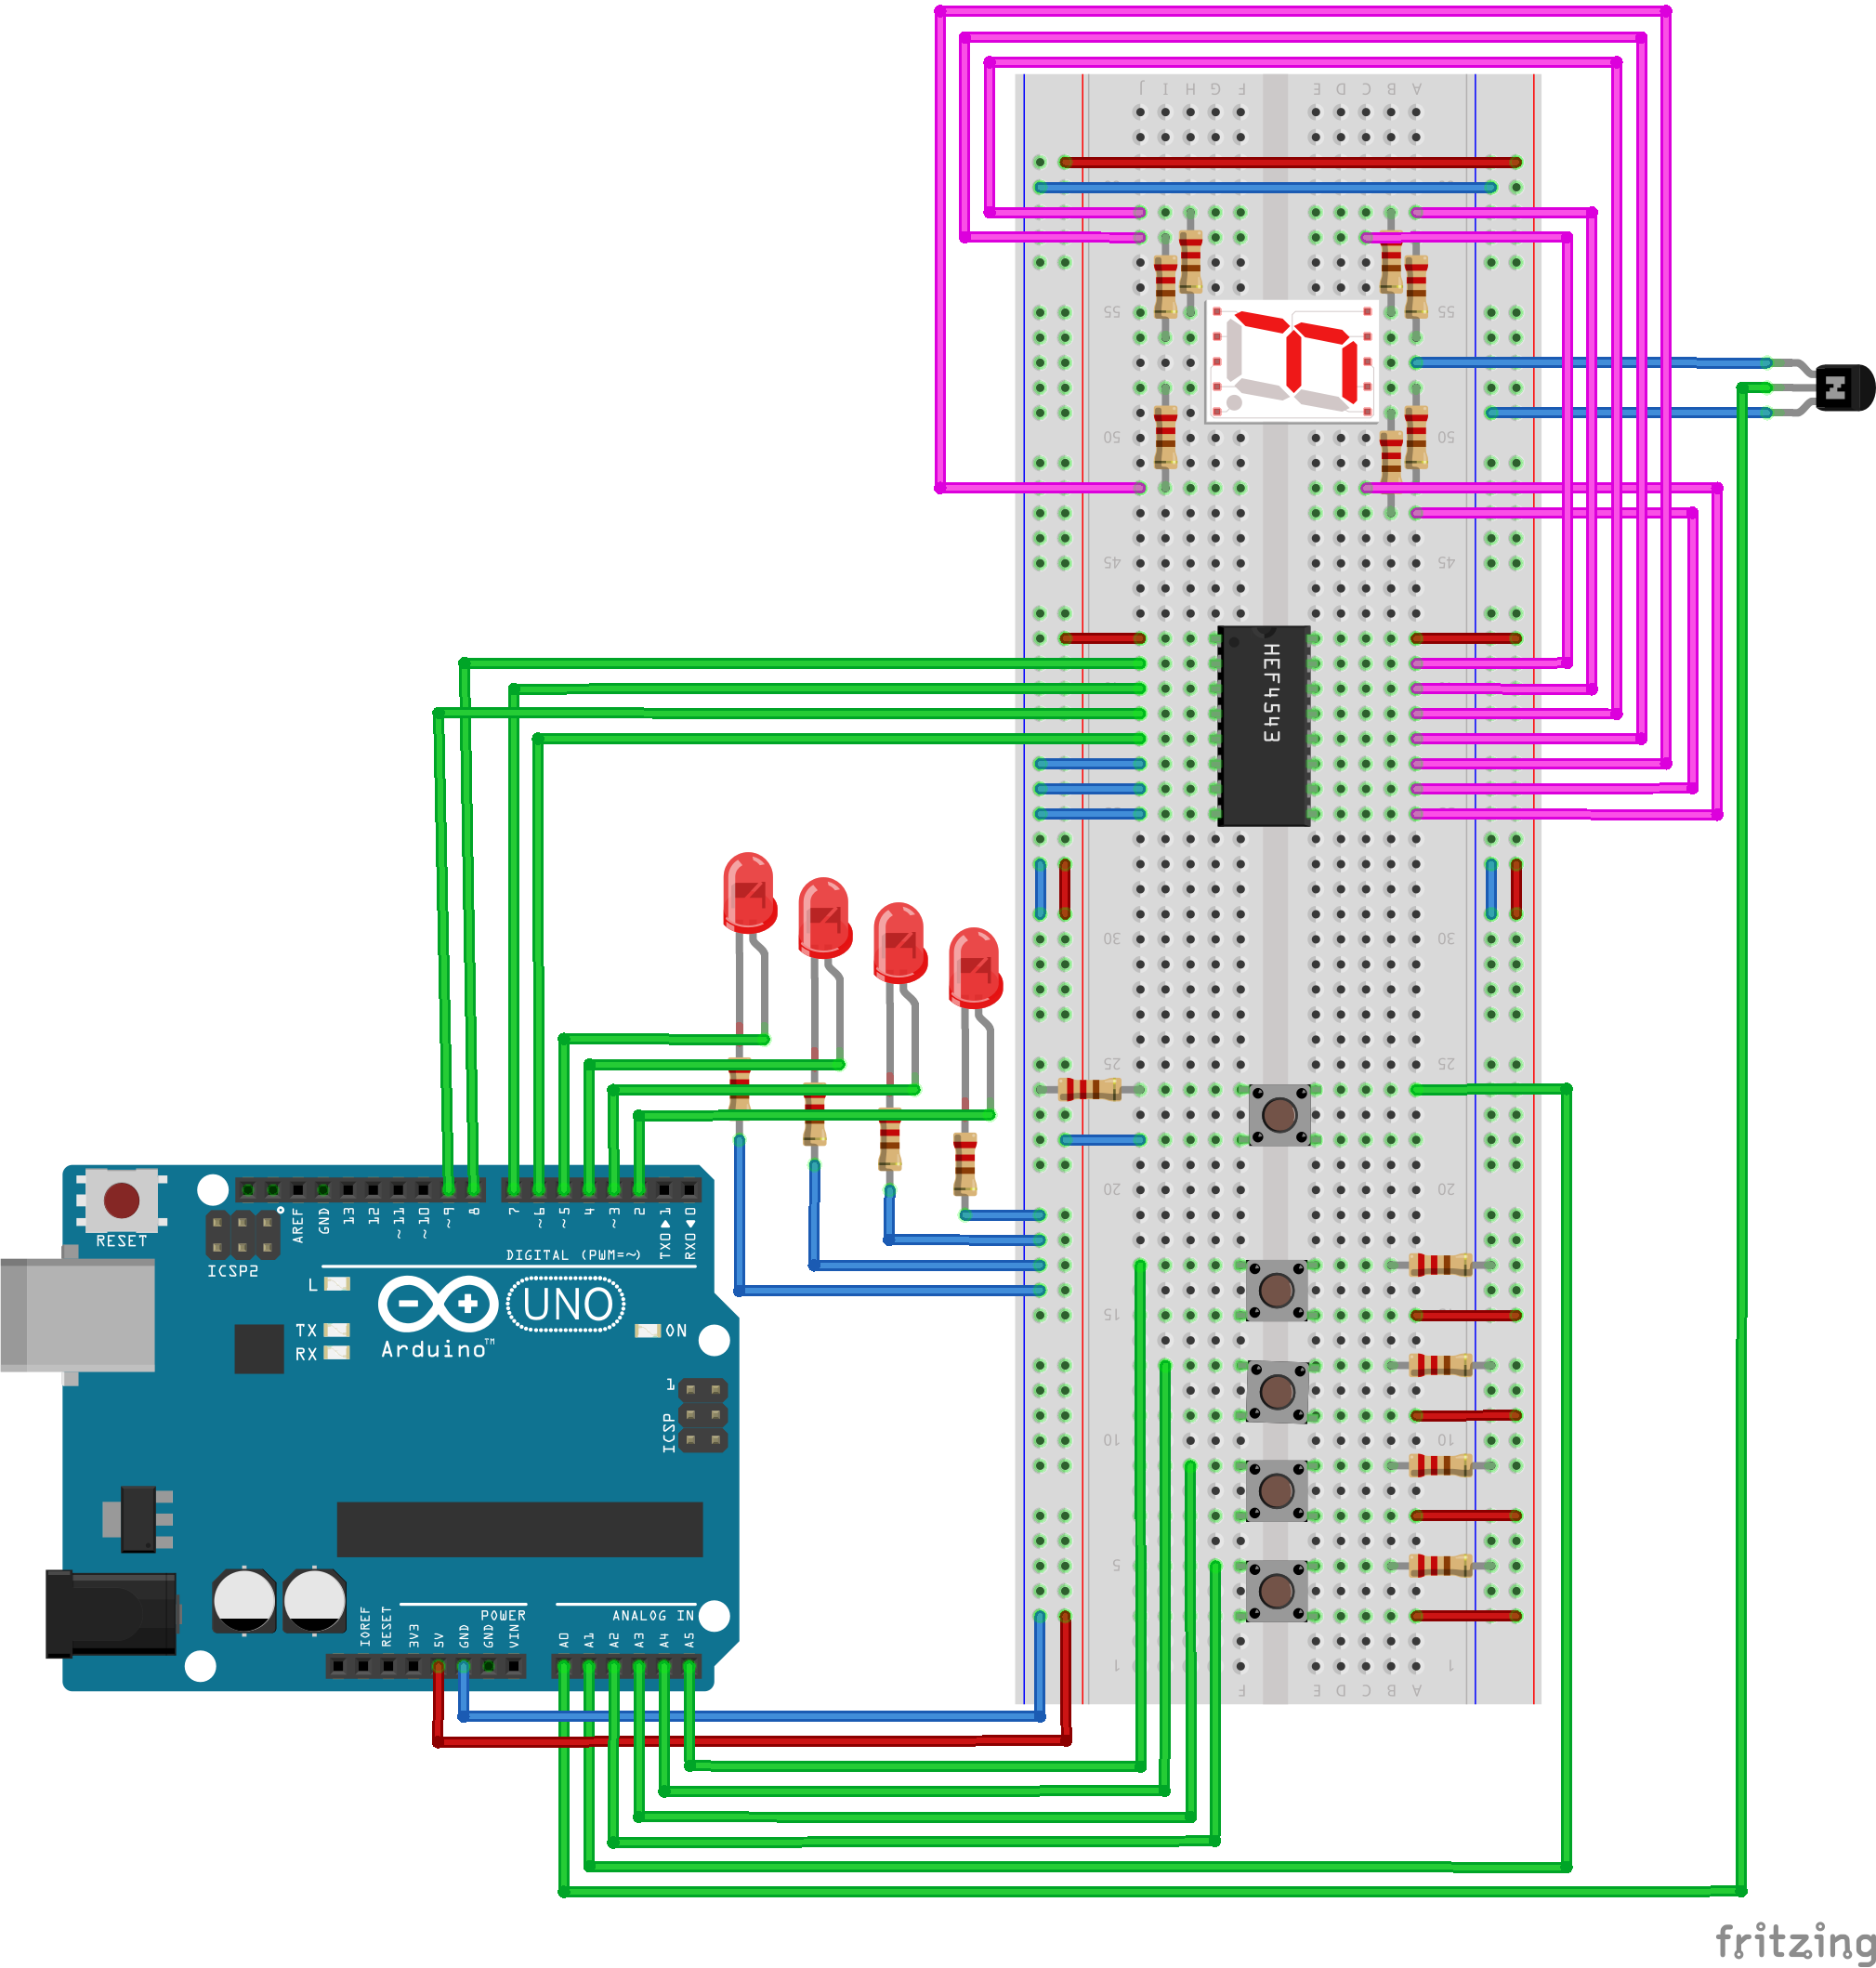 J I H G F E D C B A
55 55
50 50
45 45
HEF4543
N
30 30
25 25
20 20
15
10 10
5
1 1
F E D C B A
RESET
ICSP2
AREF
GND
13
12
~11
~10
~9
8
7
~6
~5
4
~3
2
TX0 1
RX0 0
DIGITAL (PWM=~)
L
TX
RX
UNO
ON
Arduino™
1
ICSP
IOREF
RESET
3V3
5V
GND
GND
VIN
POWER
ANALOG IN
A0
A1
A2
A3
A4
A5
fritzing